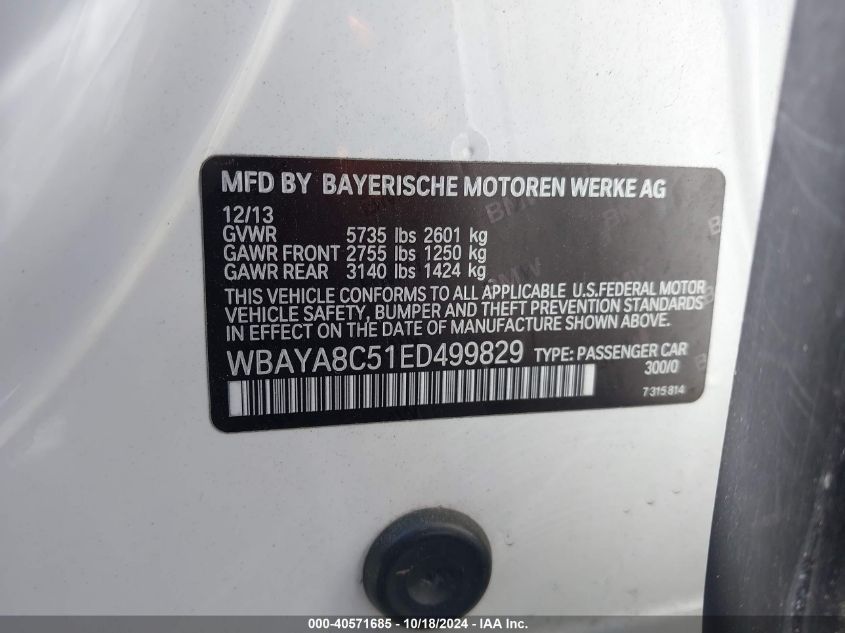 MFD BY BAYERISCHE MOTOREN WERKE AG
12/13
GVWR 5735 lbs 2601 kg
GAWR FRONT 2755 lbs 1250 kg
GAWR REAR 3140 lbs 1424 kg
THIS VEHICLE CONFORMS TO ALL APPLICABLE U.S.FEDERAL MOTOR
VEHICLE SAFETY, BUMPER AND THEFT PREVENTION STANDARDS
IN EFFECT ON THE DATE OF MANUFACTURE SHOWN ABOVE.
WBAYA8C51ED499829 TYPE: PASSENGER CAR
300/0
7315814
000-40571685 - 10/18/2024 - IAA Inc.